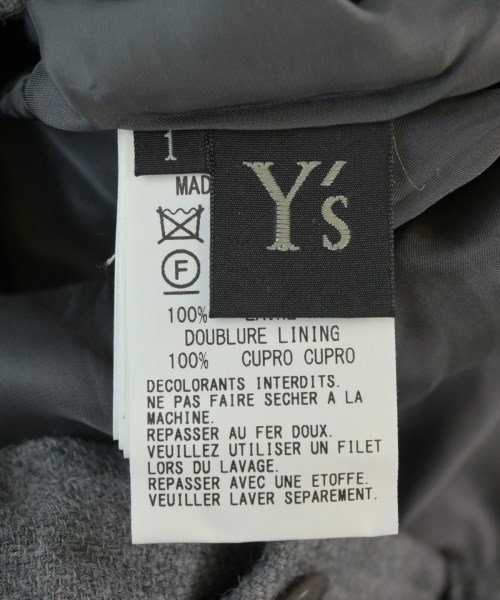 1
Y's
MAD
F
100%
DOUBLURE LINING
100% CUPRO CUPRO
DECOLORANTS INTERDITS.
NE PAS FAIRE SECHER A LA
MACHINE.
REPASSER AU FER DOUX.
VEUILLEZ UTILISER UN FILET
LORS DU LAVAGE.
REPASSER AVEC UNE ETOFFE.
VEUILLER LAVER SEPAREMENT.